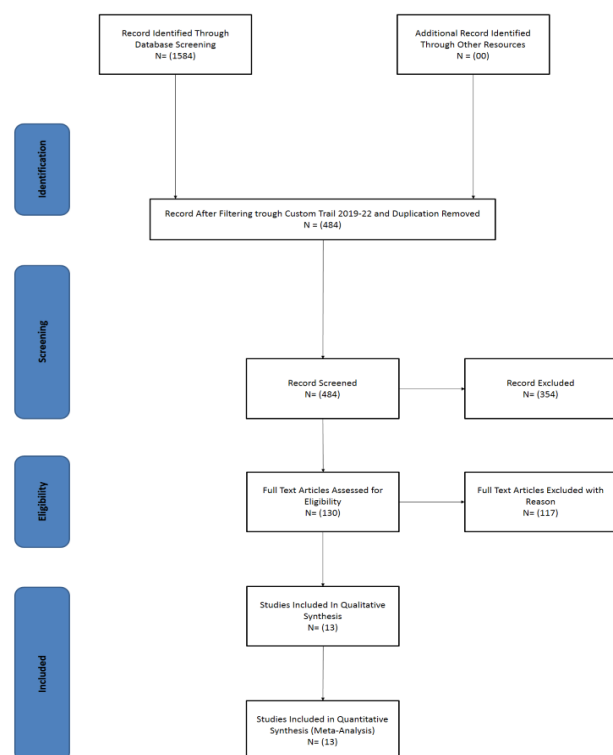 Record Identified Through
Database Screening
N= (1584)
Additional Record Identified
Through Other Resources
N = (00)
Identification
Record After Filtering trough Custom Trail 2019-22 and Duplication Removed
N = (484)
Screening
Record Screened
N= (484)
Record Excluded
N= (354)
Eligibility
Full Text Articles Assessed for
Eligibility
N= (130)
Full Text Articles Excluded with
Reason
N= (117)
Included
Studies Included In Qualitative
Synthesis
N= (13)
Studies Included in Quantitative
Synthesis (Meta-Analysis)
N= (13)